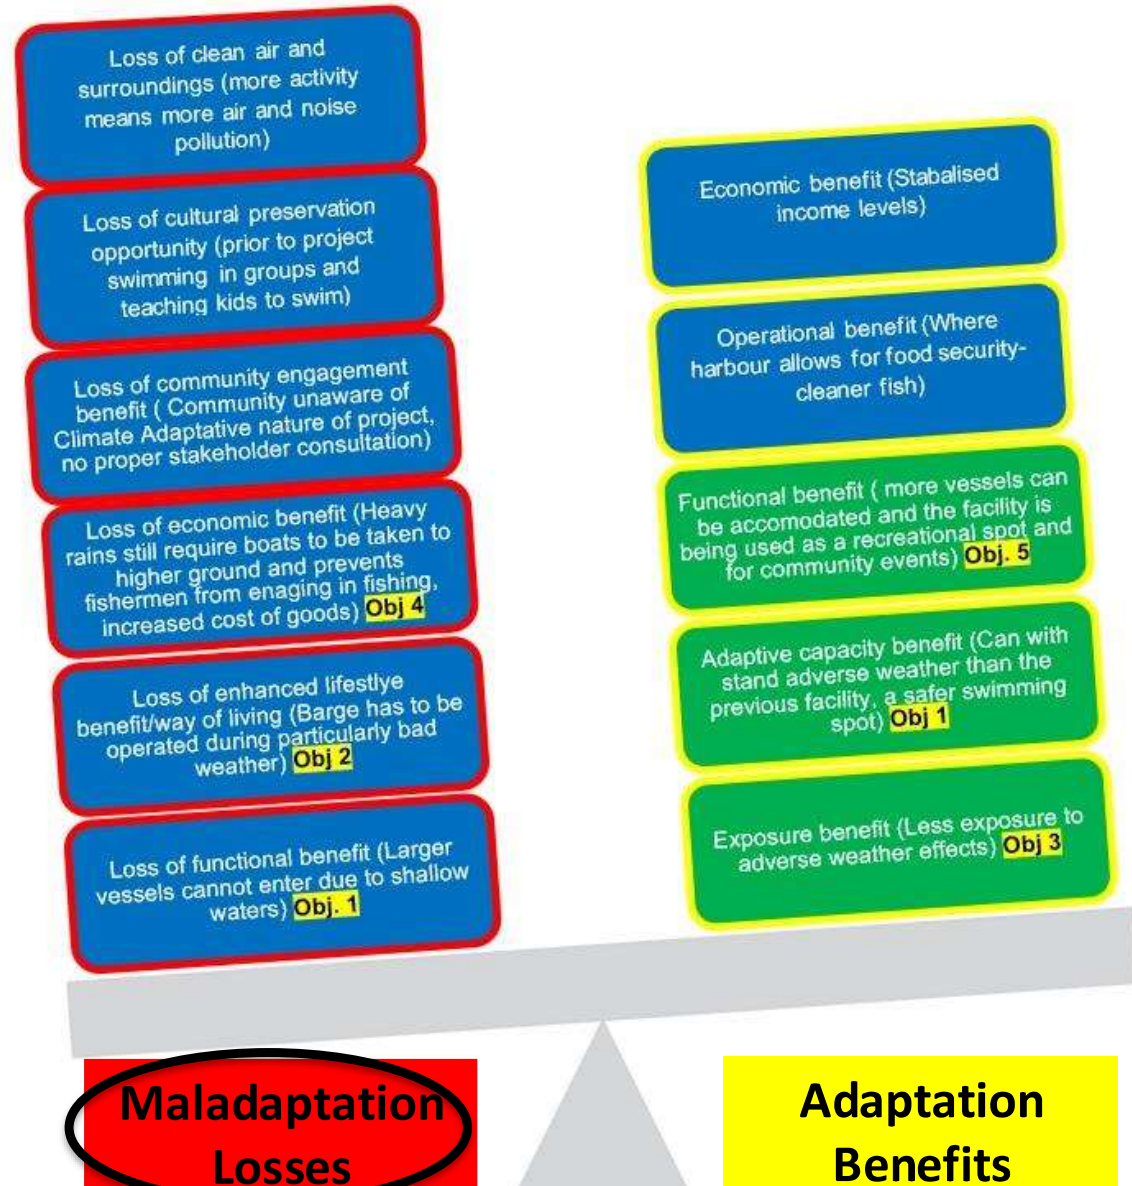 Loss of clean air and
surroundings (more activity
means more air and noise
pollution)
Loss of cultural preservation
opportunity (prior to project
swimming in groups and
teaching kids to swim)
Loss of community engagement
benefit ( Community unaware of
Climate Adaptative nature of project,
no proper stakeholder consultation)
Loss of economic benefit (Heavy
rains still require boats to be taken to
higher ground and prevents
fishermen from enaging in fishing,
increased cost of goods) Obj 4
Loss of enhanced lifestlye
benefit/way of living (Barge has to be
operated during particularly bad
weather) Obj 2
Loss of functional benefit (Larger
vessels cannot enter due to shallow
waters) Obj. 1
Maladaptation
Losses
Economic benefit (Stabalised
income levels)
Operational benefit (Where
harbour allows for food security-
cleaner fish)
Functional benefit ( more vessels can
be accomodated and the facility is
being used as a recreational spot and
for community events) Obj. 5
Adaptive capacity benefit (Can with
stand adverse weather than the
previous facility, a safer swimming
spot) Obj 1
Exposure benefit (Less exposure to
adverse weather effects) Obj 3
Adaptation
Benefits